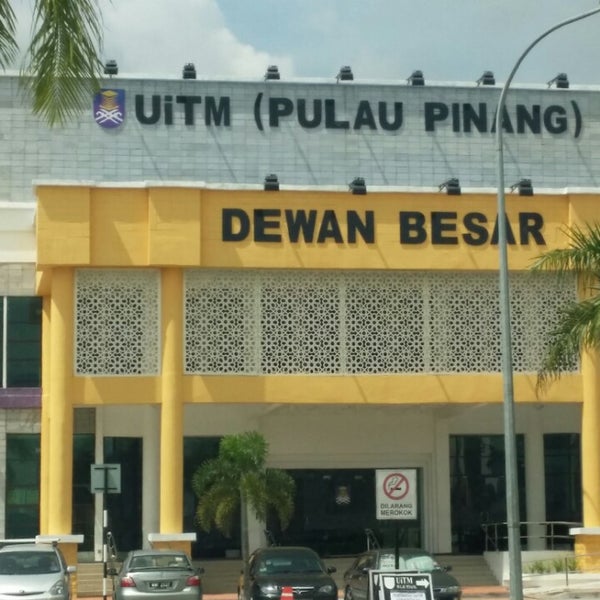 UiTM (PULAU PINANG)
DEWAN BESAR
DILARANG
MEROKOK
UiTM